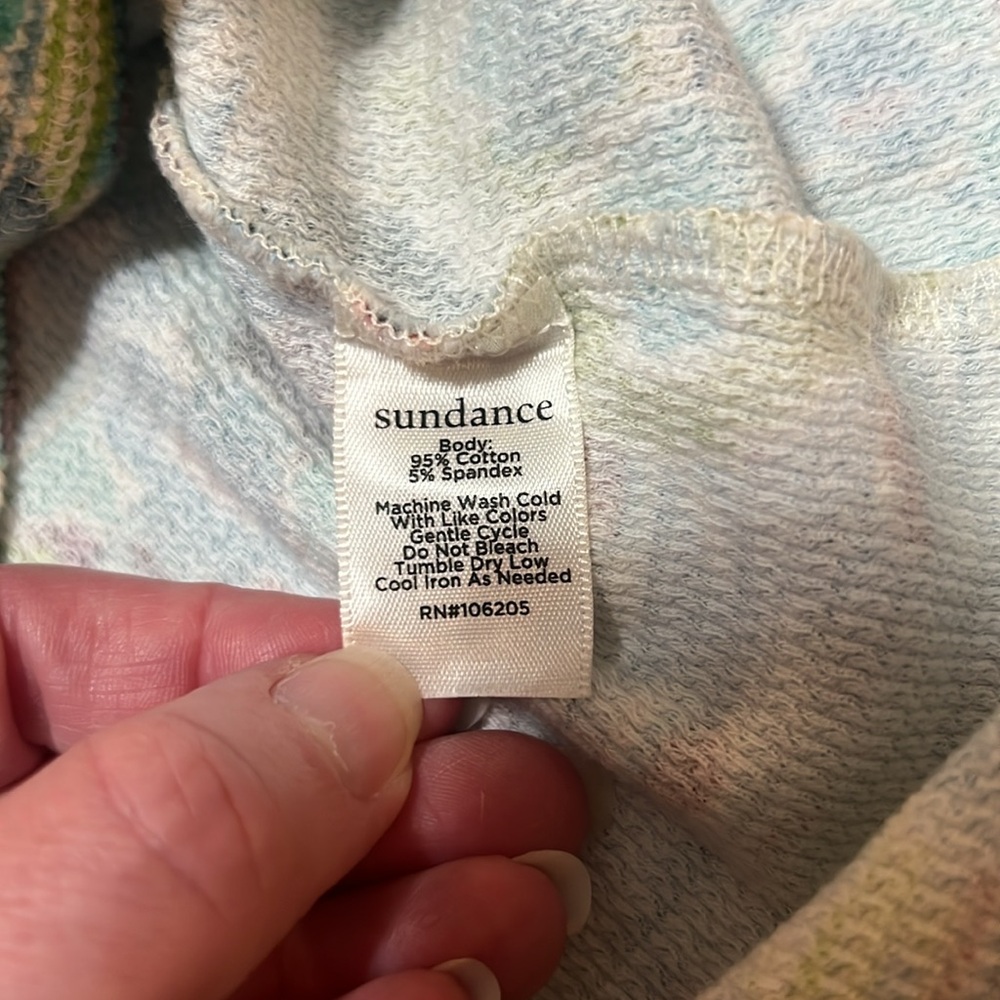 sundance
Body:
95% Cotton
5% Spandex
Machine Wash Cold
With Like Colors
Gentle Cycle
Do Not Bleach
Tumble Dry Low
Cool Iron As Needed
RN#106205